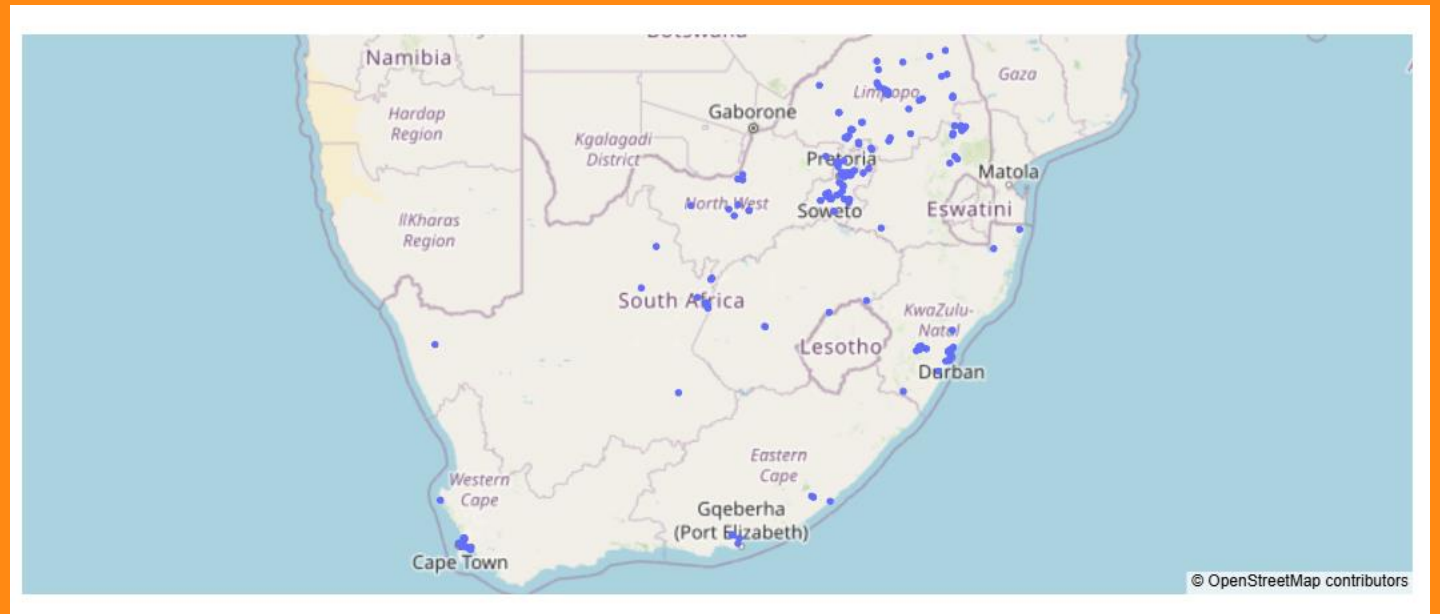 Botswana
Namibia
Gaza
Limpopo
Hardap
Region
Gaborone
Kgalagadi
District
Pretoria
Matola
North West
Soweto
Eswatini
IlKharas
Region
South Africa
KwaZulu-
Natal
Lesotho
Durban
Eastern
Cape
Western
Cape
Gqeberha
(Port Elizabeth)
Cape Town
© OpenStreetMap contributors